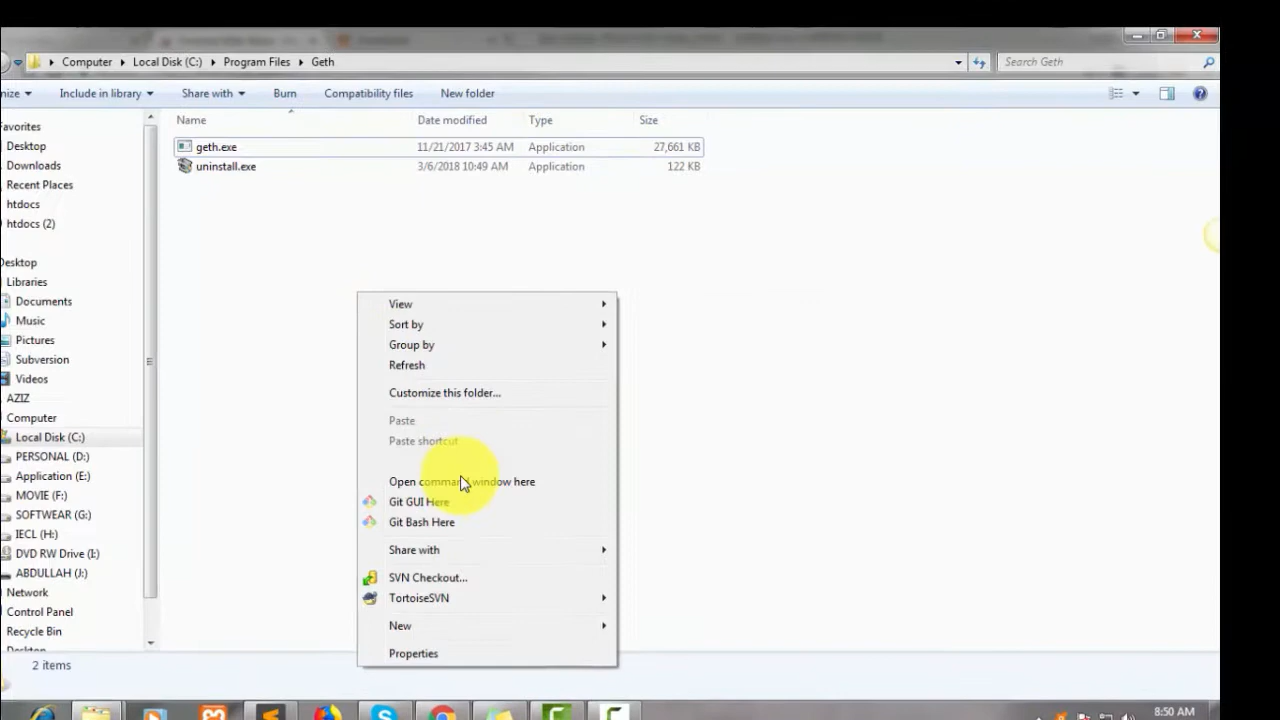 Computer Local Disk (C:) Program Files Geth Search Geth
nize Include in library Share with Burn Compatibility files New folder
Name Date modified Type Size
geth.exe 11/21/2017 3:45 AM Application 27,661 KB
uninstall.exe 3/6/2018 10:49 AM Application 122 KB
avorites
Desktop
Downloads
Recent Places
htdocs
htdocs (2)
Desktop
Libraries
Documents
Music
Pictures
Subversion
Videos
AZIZ
Computer
Local Disk (C:)
PERSONAL (D:)
Application (E:)
MOVIE (F:)
SOFTWEAR (G:)
IECL (H:)
DVD RW Drive (I:)
ABDULLAH (J:)
Network
Control Panel
Recycle Bin
View
Sort by
Group by
Refresh
Customize this folder...
Paste
Paste shortcut
Open command window here
Git GUI Here
Git Bash Here
Share with
SVN Checkout...
TortoiseSVN
New
Properties
2 items
8:50 AM